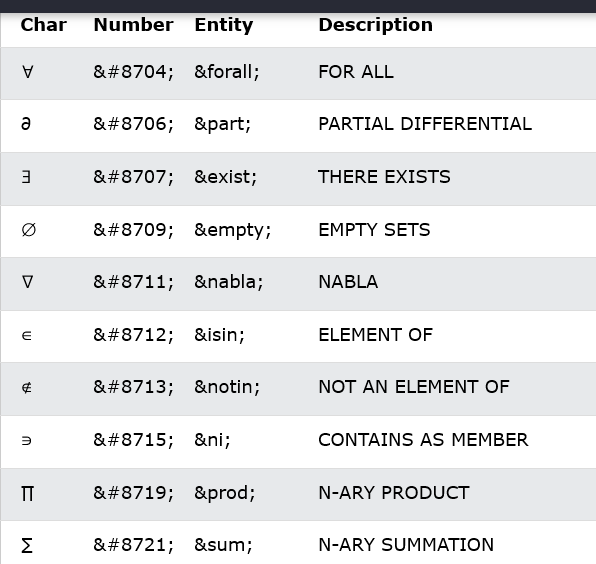 Char Number Entity Description
∀ &#8704; &forall; FOR ALL
∂ &#8706; &part; PARTIAL DIFFERENTIAL
∃ &#8707; &exist; THERE EXISTS
∅ &#8709; &empty; EMPTY SETS
∇ &#8711; &nabla; NABLA
∈ &#8712; &isin; ELEMENT OF
∉ &#8713; &notin; NOT AN ELEMENT OF
∋ &#8715; &ni; CONTAINS AS MEMBER
∏ &#8719; &prod; N-ARY PRODUCT
∑ &#8721; &sum; N-ARY SUMMATION